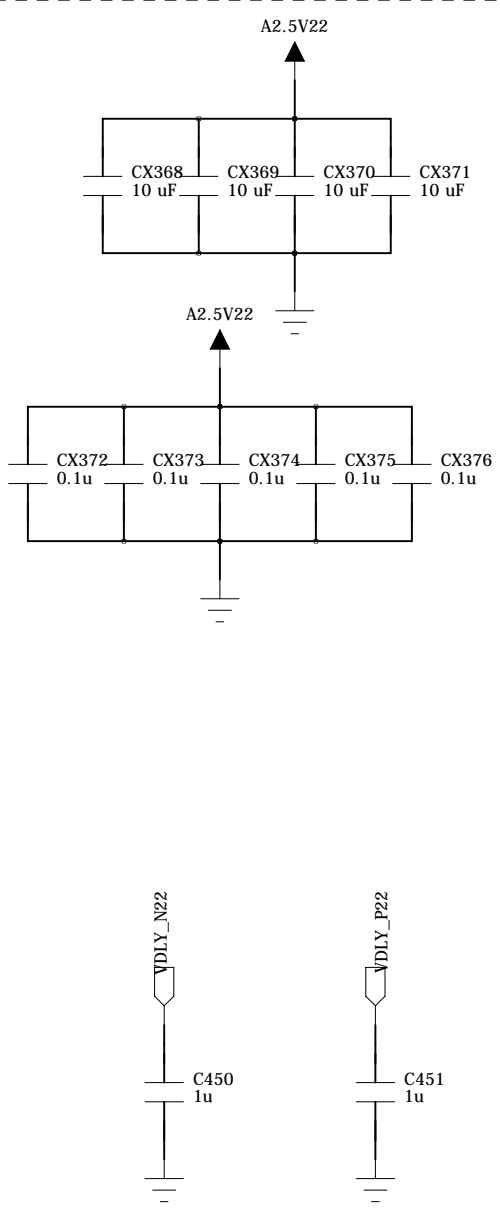 A2.5V22
CX368 CX369 CX370 CX371
10 uF 10 uF 10 uF 10 uF
A2.5V22
CX372 CX373 CX374 CX375 CX376
0.1u 0.1u 0.1u 0.1u 0.1u
VDLY_N22 VDLY_P22
C450 C451
1u 1u